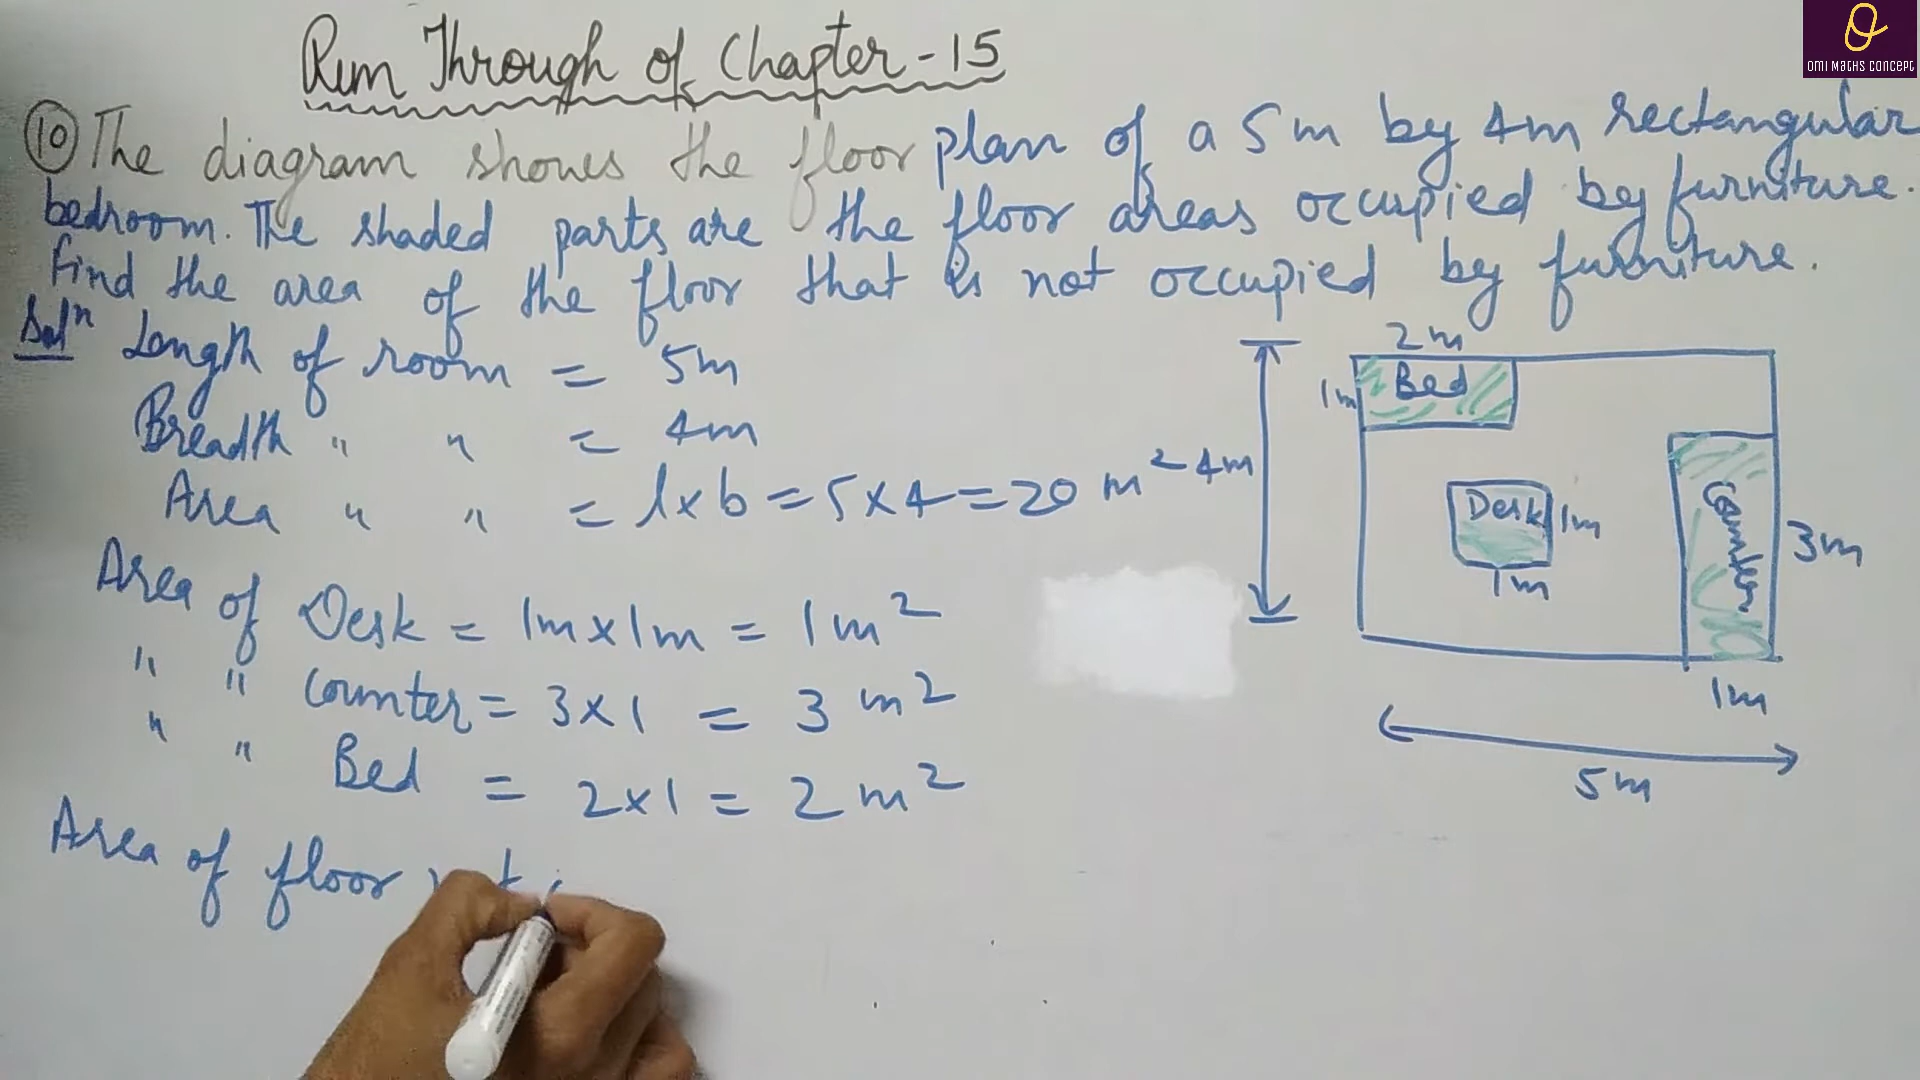 Run Through of Chapter-15
OMI MATHS CONCEPT
10 The diagram shows the floor plan of a 5m by 4m rectangular
bedroom. The shaded parts are the floor areas occupied by furniture.
find the area of the floor that is not occupied by furniture.
Solⁿ Length of room = 5m
Breadth " " = 4m
Area " " = l×b = 5×4 = 20 m²
Area of Desk = 1m×1m = 1m²
" " Counter = 3×1 = 3 m²
" " Bed = 2×1 = 2m²
Area of floor
2m
1m
Bed
4m
Desk
1m
1m
Counter
3m
1m
5m